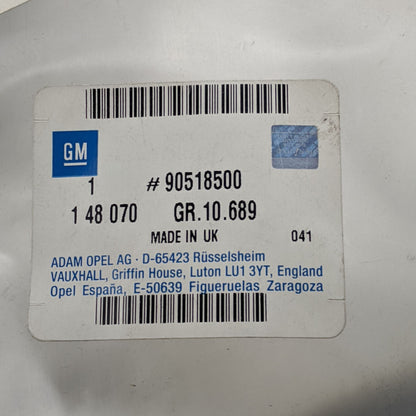 GM
1 # 90518500
1 48 070 GR.10.689
MADE IN UK 041
ADAM OPEL AG · D-65423 Rüsselsheim
VAUXHALL, Griffin House, Luton LU1 3YT, England
Opel España, E-50639 Figueruelas Zaragoza